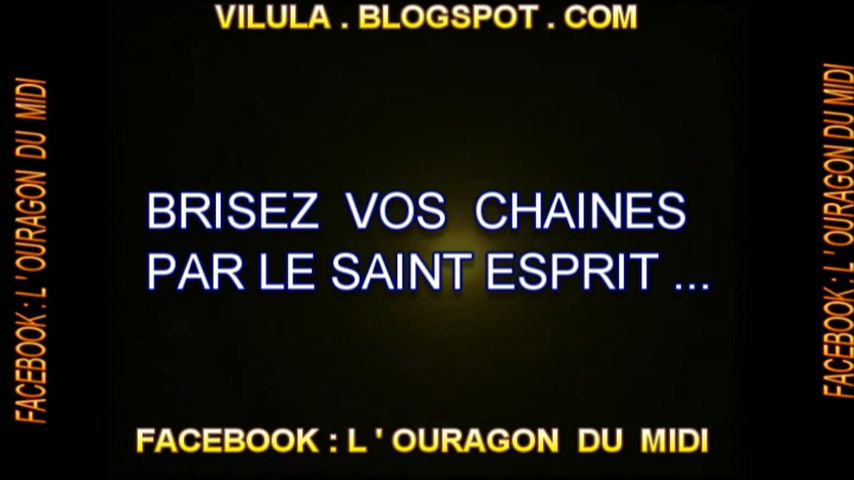 VILULA . BLOGSPOT . COM
FACEBOOK : L ' OURAGON DU MIDI
BRISEZ VOS CHAINES
PAR LE SAINT ESPRIT ...
FACEBOOK : L ' OURAGON DU MIDI
FACEBOOK : L ' OURAGON DU MIDI